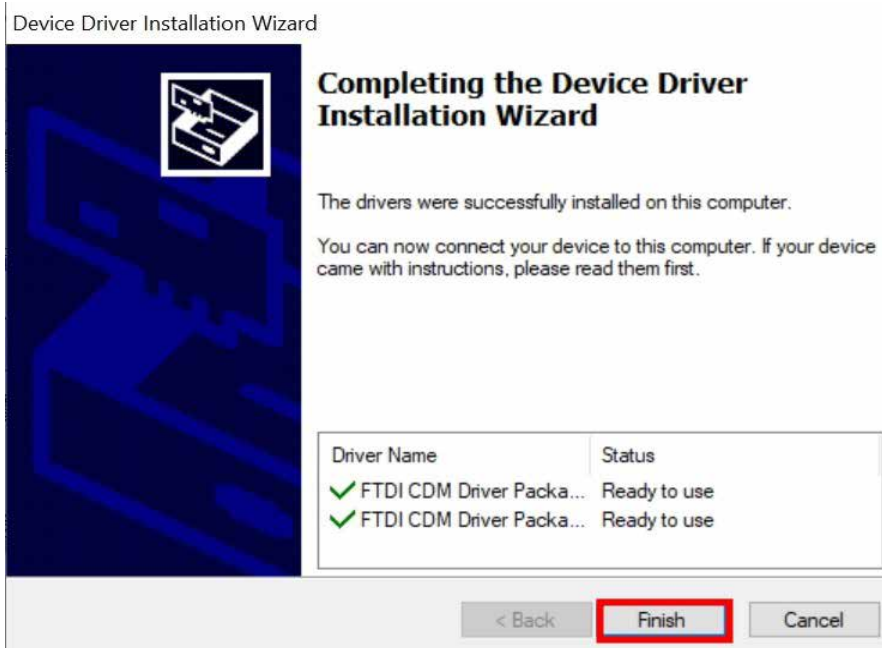 Device Driver Installation Wizard
Completing the Device Driver
Installation Wizard
The drivers were successfully installed on this computer.
You can now connect your device to this computer. If your device
came with instructions, please read them first.
Driver Name Status
FTDI CDM Driver Packa... Ready to use
FTDI CDM Driver Packa... Ready to use
< Back Finish Cancel